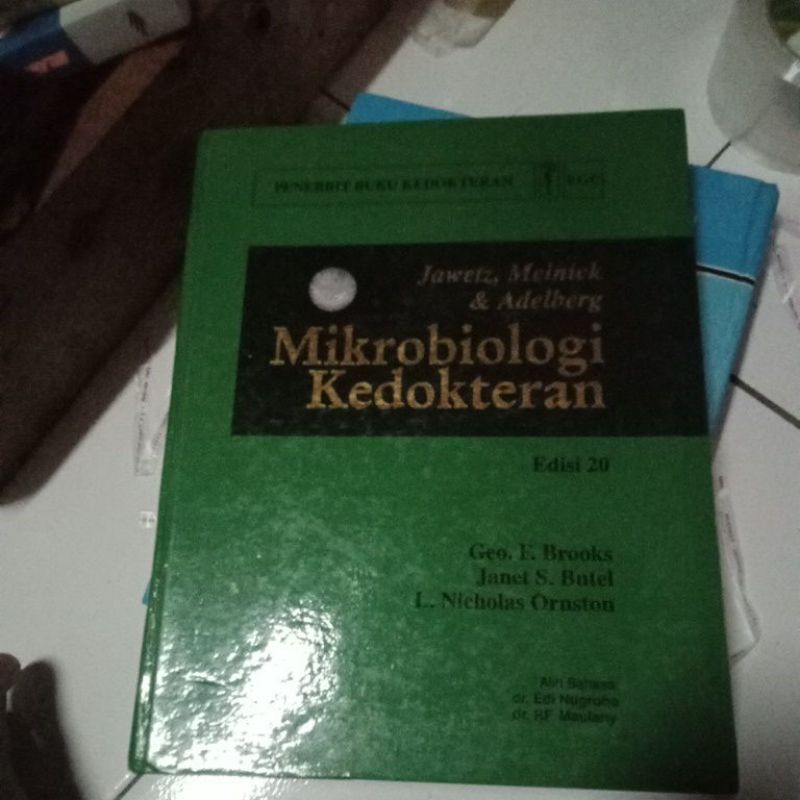 PENERBIT BUKU KEDOKTERAN EGC
Jawetz, Melnick
& Adelberg
Mikrobiologi
Kedokteran
Edisi 20
Geo. F. Brooks
Janet S. Butel
L. Nicholas Ornston
Alih Bahasa
dr. Edi Nugroho
dr. RF Maulany